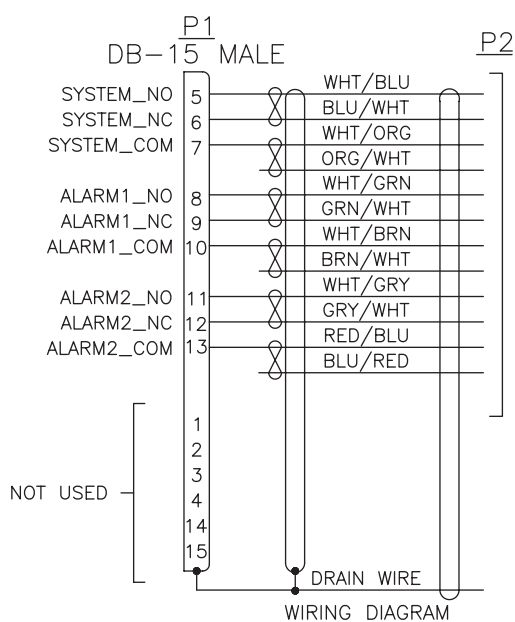 P1
P2
DB-15 MALE
SYSTEM_NO 5 WHT/BLU
SYSTEM_NC 6 BLU/WHT
SYSTEM_COM 7 WHT/ORG
ORG/WHT
ALARM1_NO 8 WHT/GRN
ALARM1_NC 9 GRN/WHT
ALARM1_COM 10 WHT/BRN
BRN/WHT
ALARM2_NO 11 WHT/GRY
ALARM2_NC 12 GRY/WHT
ALARM2_COM 13 RED/BLU
BLU/RED
1
2
3
NOT USED
4
14
15
DRAIN WIRE
WIRING DIAGRAM